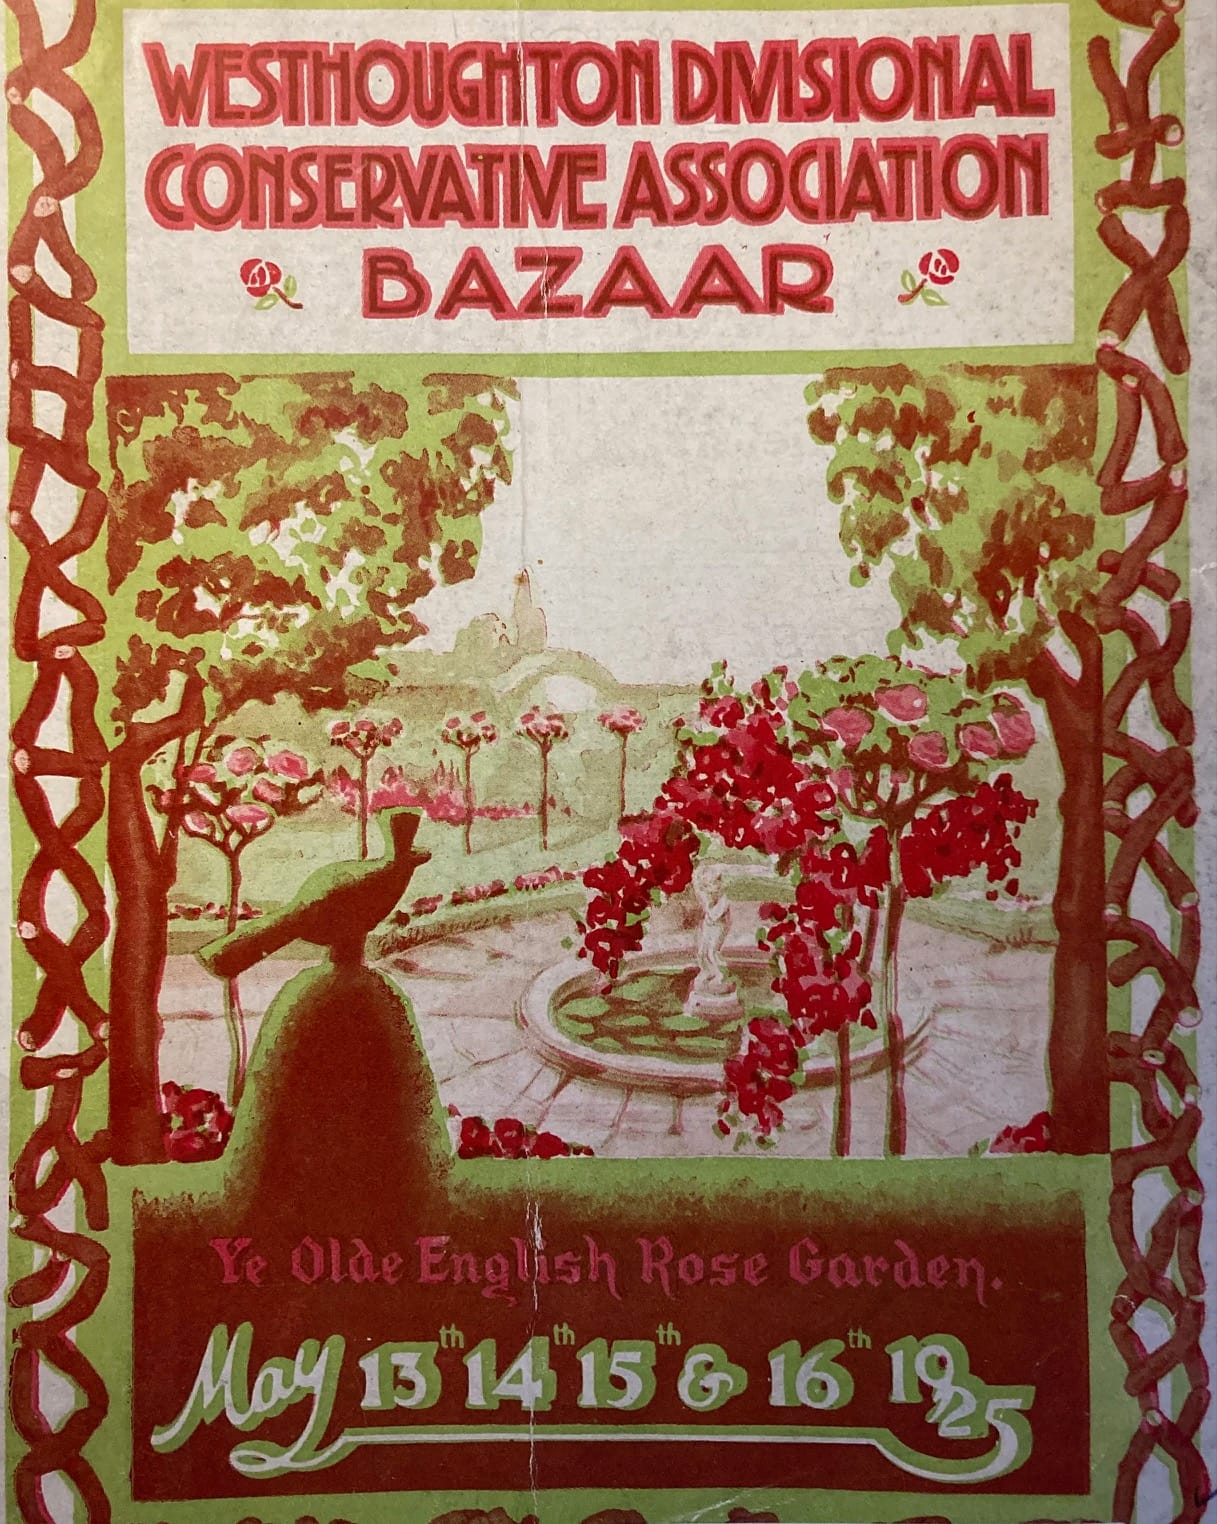 WESTHOUGHTON DIVISIONAL
CONSERVATIVE ASSOCIATION
BAZAAR
Ye Olde English Rose Garden.
May 13th 14th 15th & 16th 1925